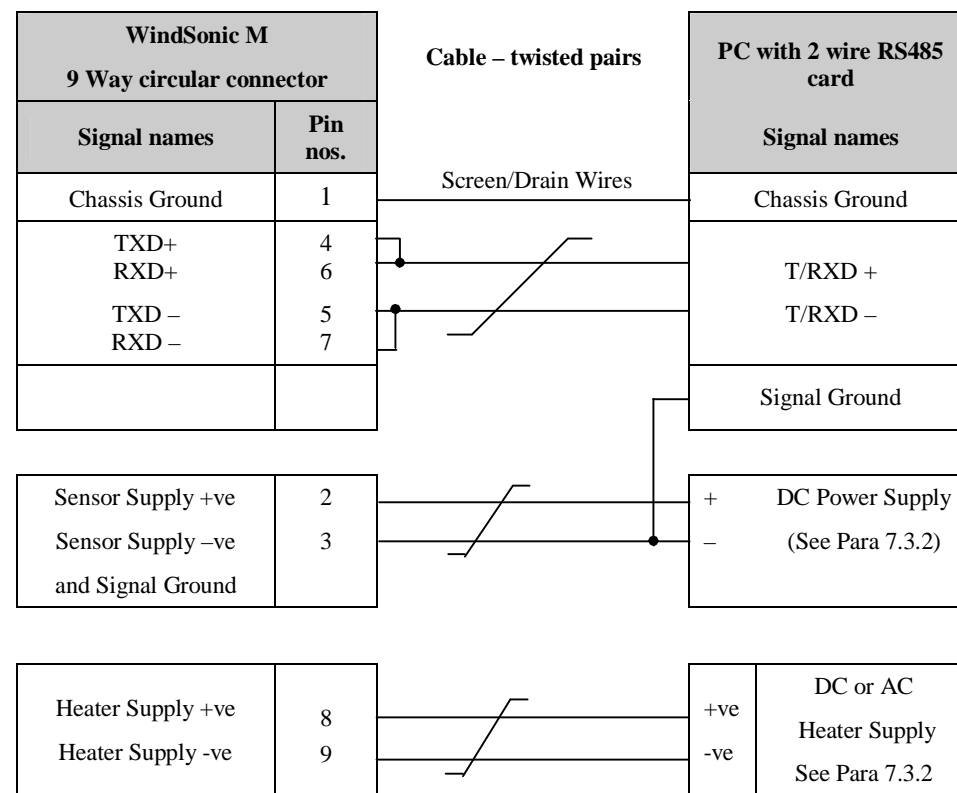 WindSonic M
9 Way circular connector
Cable – twisted pairs
PC with 2 wire RS485
card
Signal names
Pin
nos.
Signal names
Chassis Ground
1
Screen/Drain Wires
Chassis Ground
TXD+
4
RXD+
6
T/RXD +
TXD –
5
T/RXD –
RXD –
7
Signal Ground
Sensor Supply +ve
2
+
DC Power Supply
Sensor Supply –ve
3
–
(See Para 7.3.2)
and Signal Ground
Heater Supply +ve
8
+ve
DC or AC
Heater Supply -ve
9
-ve
Heater Supply
See Para 7.3.2